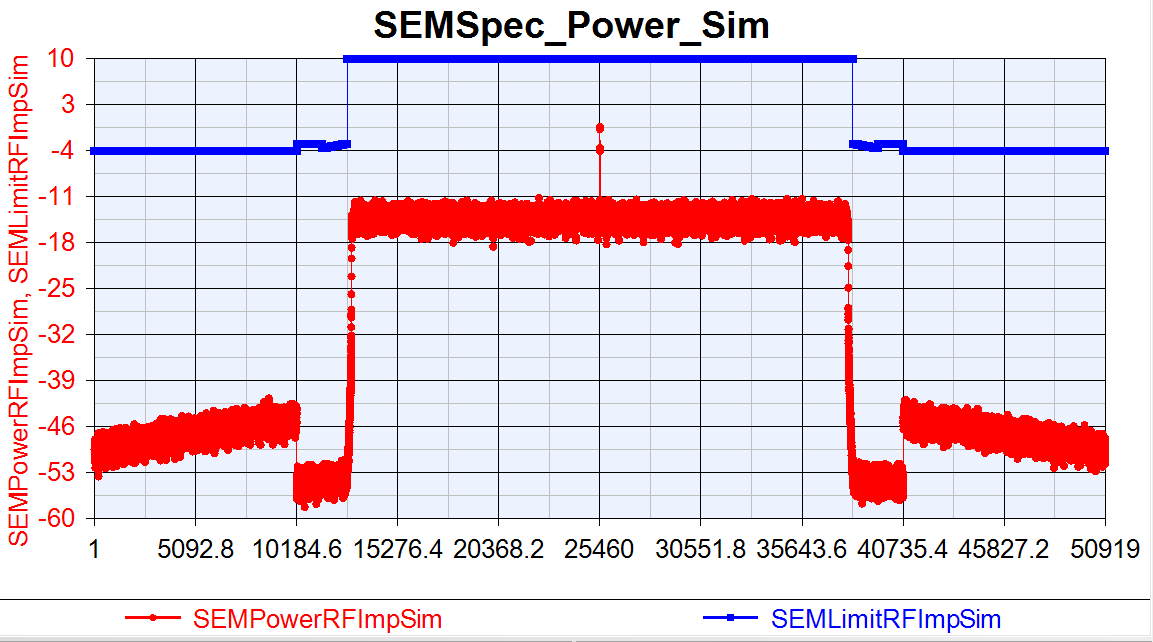 SEMSpec_Power_Sim
SEMPowerRFImpSim, SEMLimitRFImpSim
10
3
-4
-11
-18
-25
-32
-39
-46
-53
-60
1 5092.8 10184.6 15276.4 20368.2 25460 30551.8 35643.6 40735.4 45827.2 50919
SEMPowerRFImpSim SEMLimitRFImpSim